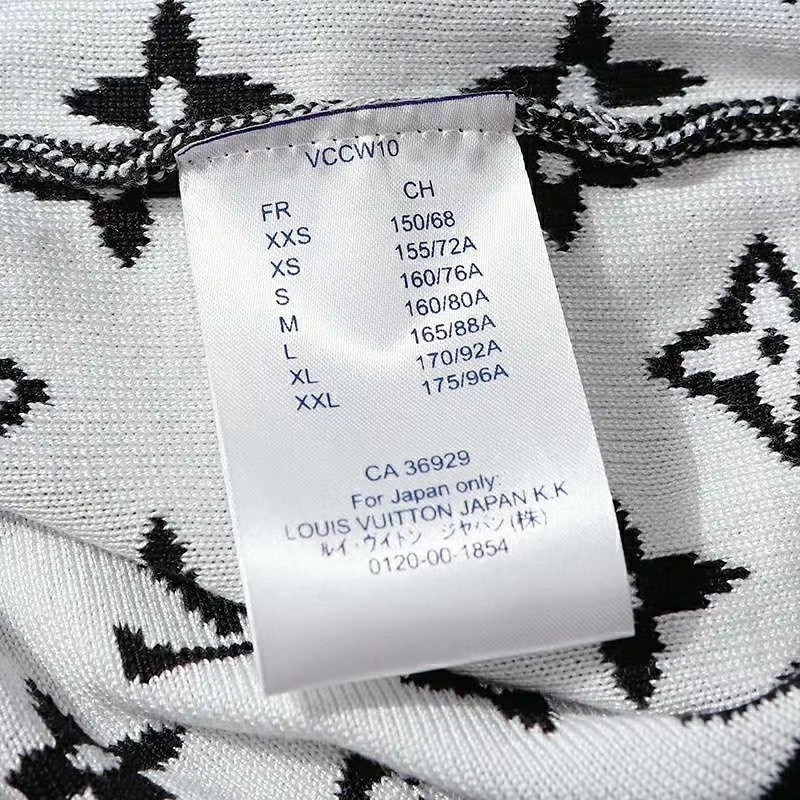 VCCW10
FR CH
XXS 150/68
XS 155/72A
S 160/76A
M 160/80A
L 165/88A
XL 170/92A
XXL 175/96A
CA 36929
For Japan only:
LOUIS VUITTON JAPAN K.K
ルイ・ウイトン ジャパン(株)
0120-00-1854